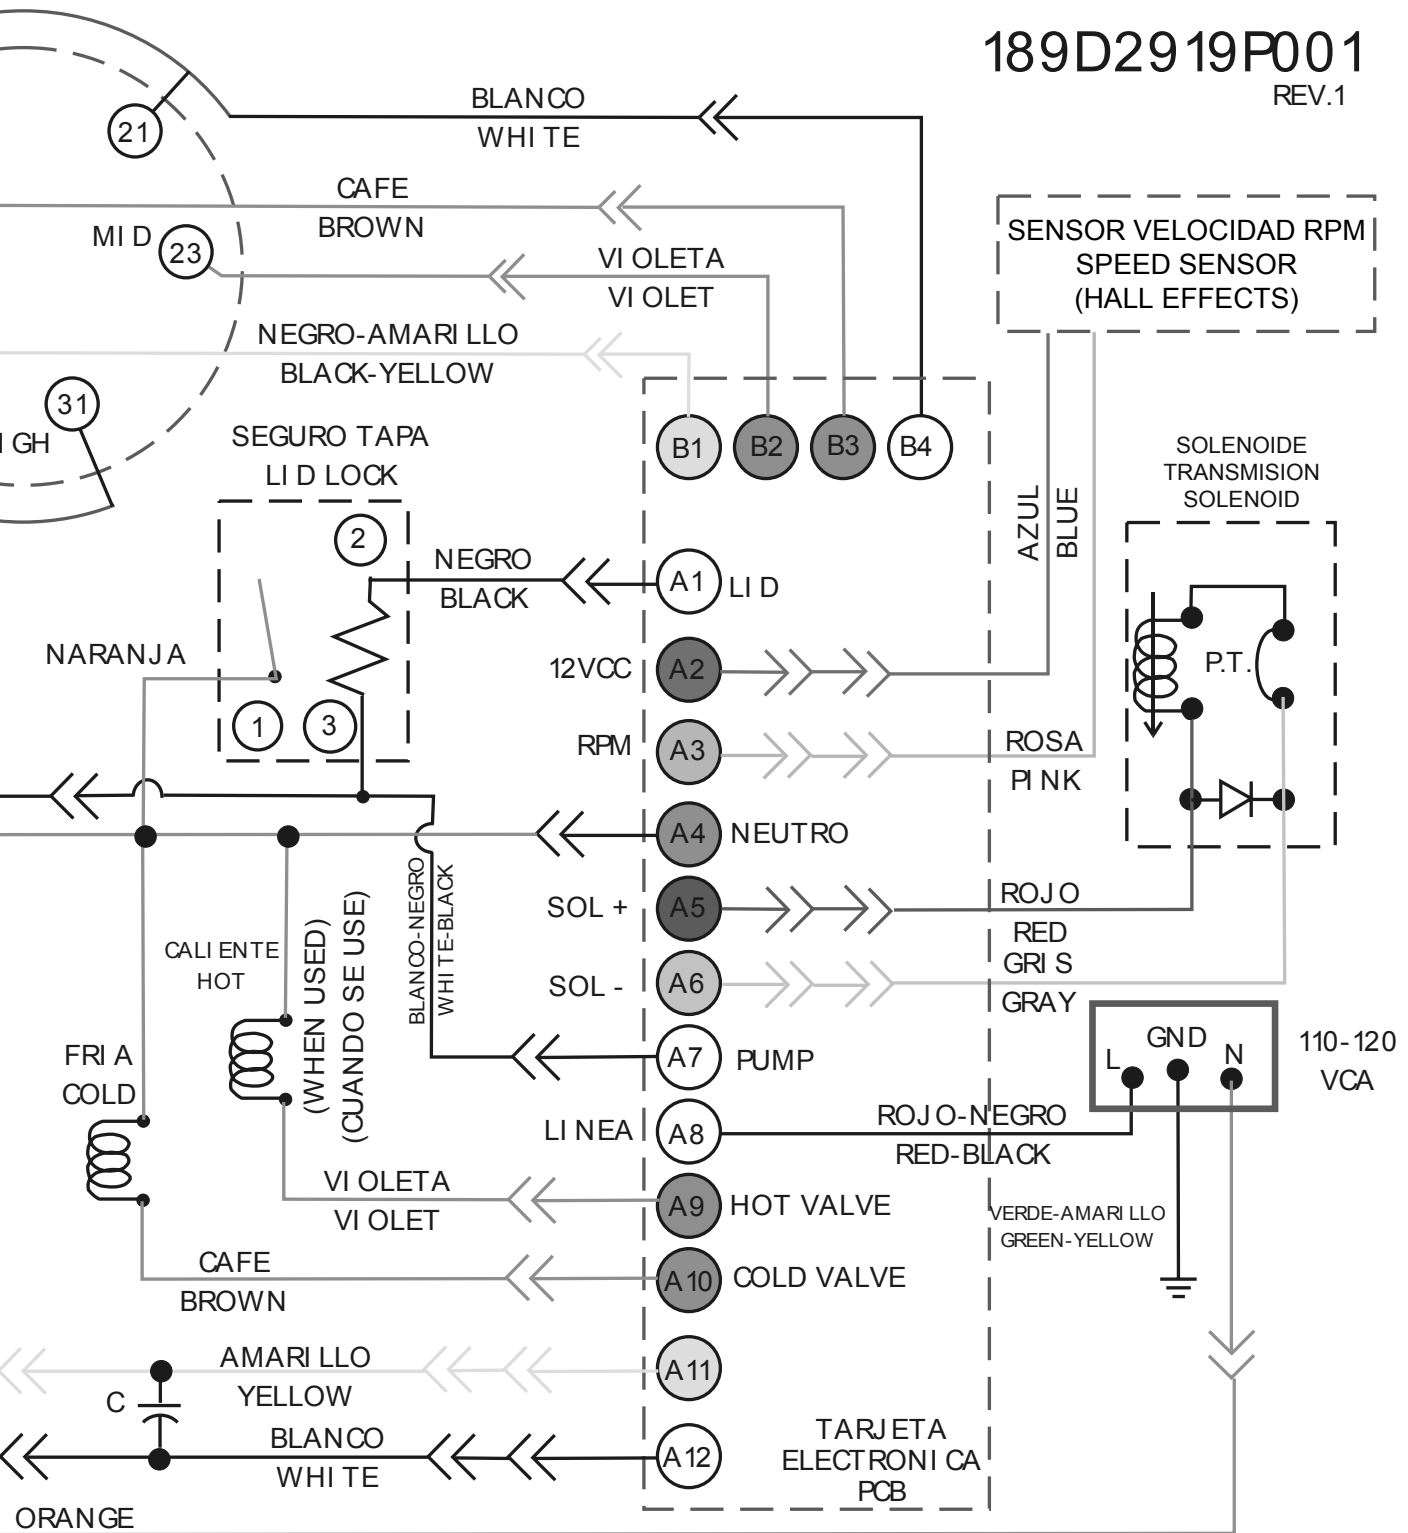 189D2919P001
REV.1
BLANCO
WHITE
21
CAFE
BROWN
MID
23
VIOLETA
VIOLET
SENSOR VELOCIDAD RPM
SPEED SENSOR
(HALL EFFECTS)
NEGRO-AMARILLO
BLACK-YELLOW
31
IGH
SEGURO TAPA
LID LOCK
B1
B2
B3
B4
SOLENOIDE
TRANSMISION
SOLENOID
AZUL
BLUE
2
NEGRO
BLACK
A1
LID
NARANJA
12VCC
A2
P.T.
1
3
RPM
A3
ROSA
PINK
A4
NEUTRO
BLANCO-NEGRO
WHITE-BLACK
SOL +
A5
ROJO
RED
CALIENTE
HOT
(WHEN USED)
(CUANDO SE USE)
SOL -
A6
GRIS
GRAY
FRIA
COLD
A7
PUMP
L
GND
N
110-120
VCA
LINEA
A8
ROJO-NEGRO
RED-BLACK
VIOLETA
VIOLET
A9
HOT VALVE
VERDE-AMARILLO
GREEN-YELLOW
CAFE
BROWN
A10
COLD VALVE
AMARILLO
YELLOW
A11
C
BLANCO
WHITE
A12
TARJETA
ELECTRONICA
PCB
ORANGE